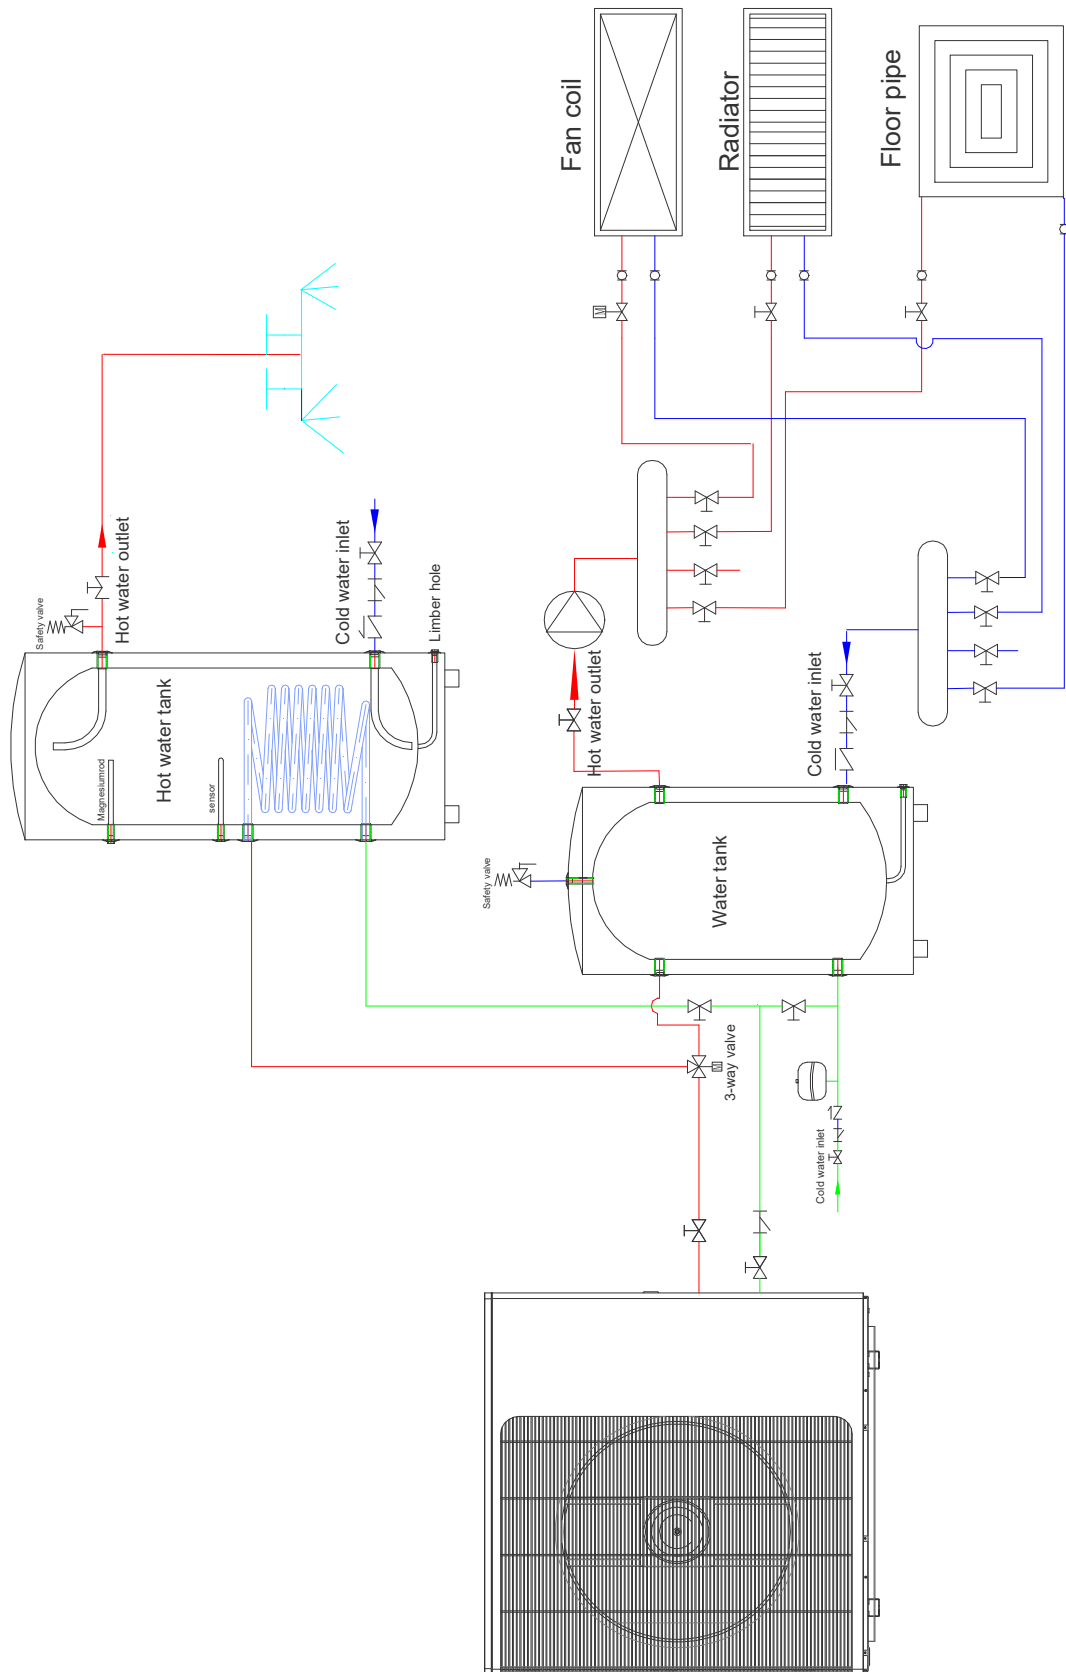 Fan coil
Radiator
Floor pipe
Safety valve
Hot water outlet
Cold water inlet
Limber hole
Hot water tank
Magnesiumrod
sensor
Hot water outlet
Cold water inlet
Safety valve
Water tank
3-way valve
Cold water inlet
M
M